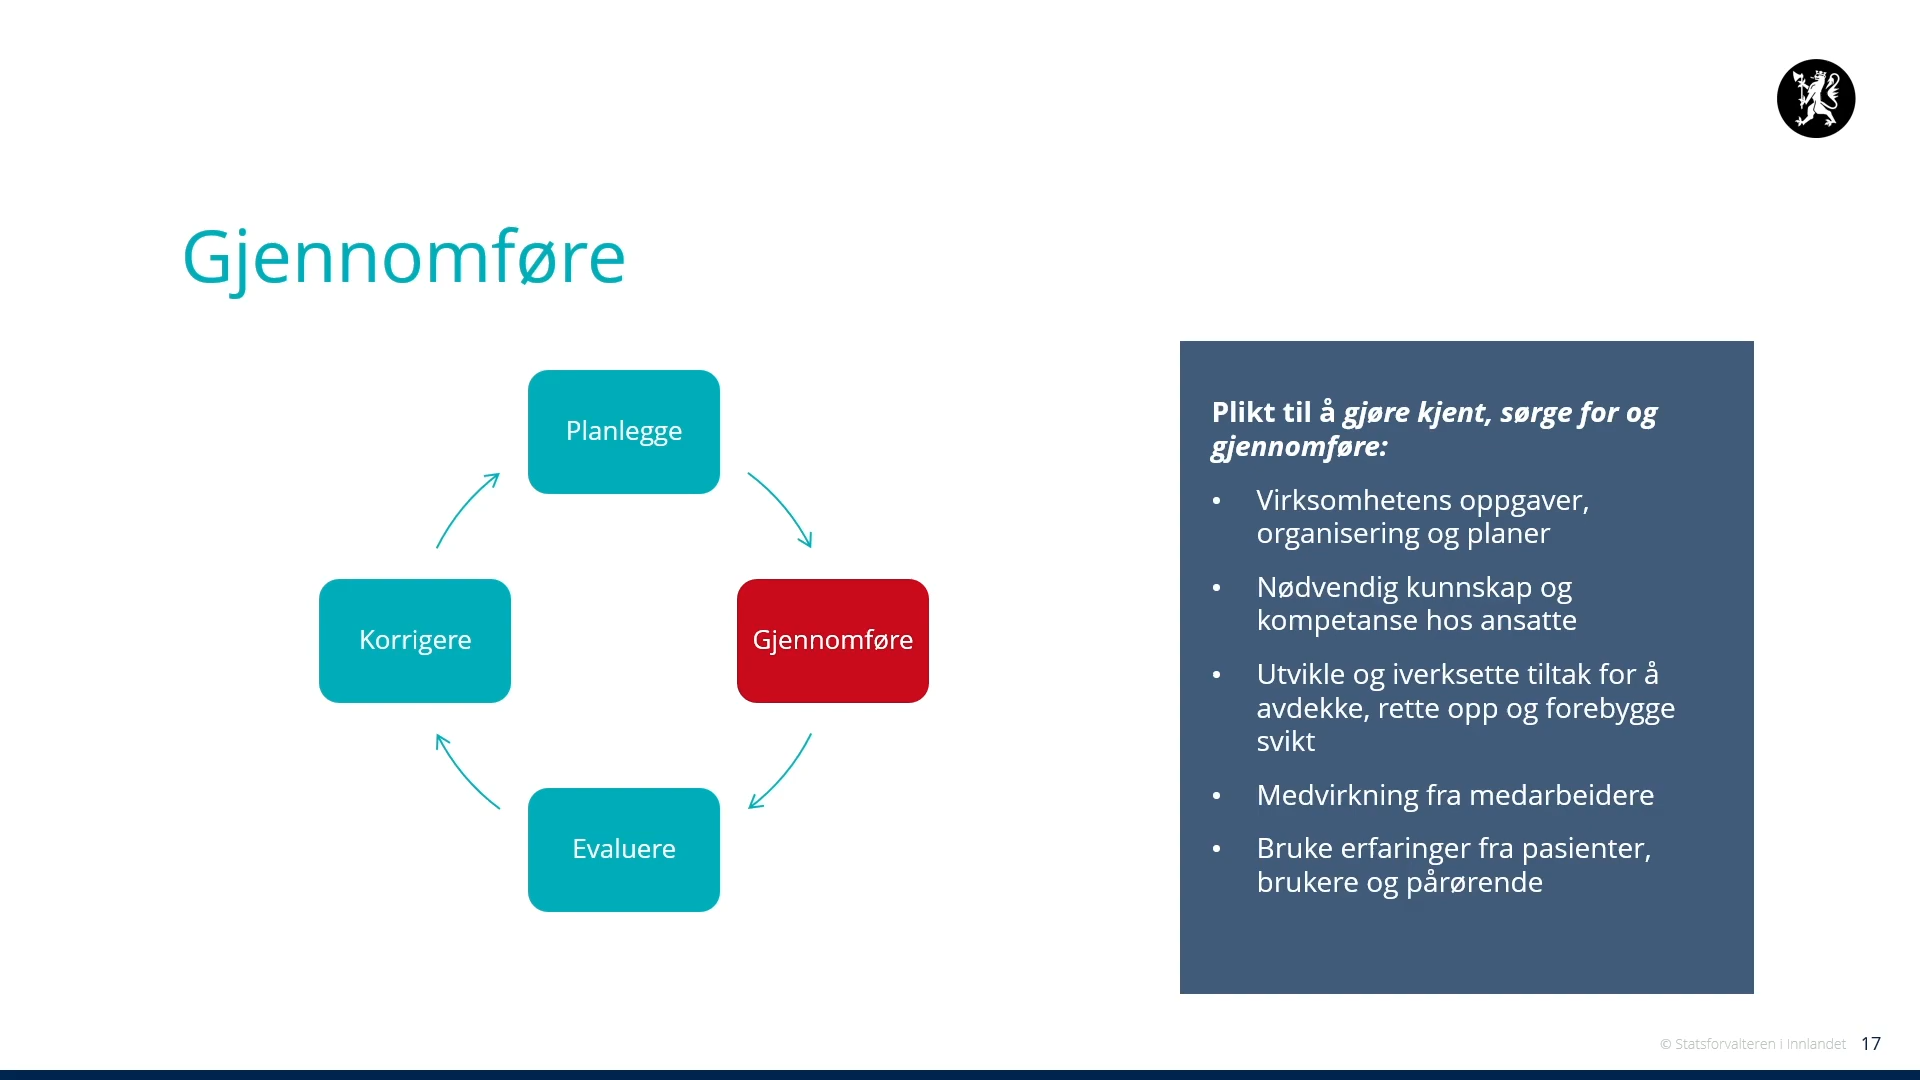 Gjennomføre
Planlegge
Gjennomføre
Evaluere
Korrigere
Plikt til å gjøre kjent, sørge for og
gjennomføre:
• Virksomhetens oppgaver,
organisering og planer
• Nødvendig kunnskap og
kompetanse hos ansatte
• Utvikle og iverksette tiltak for å
avdekke, rette opp og forebygge
svikt
• Medvirkning fra medarbeidere
• Bruke erfaringer fra pasienter,
brukere og pårørende
© Statsforvalteren i Innlandet 17